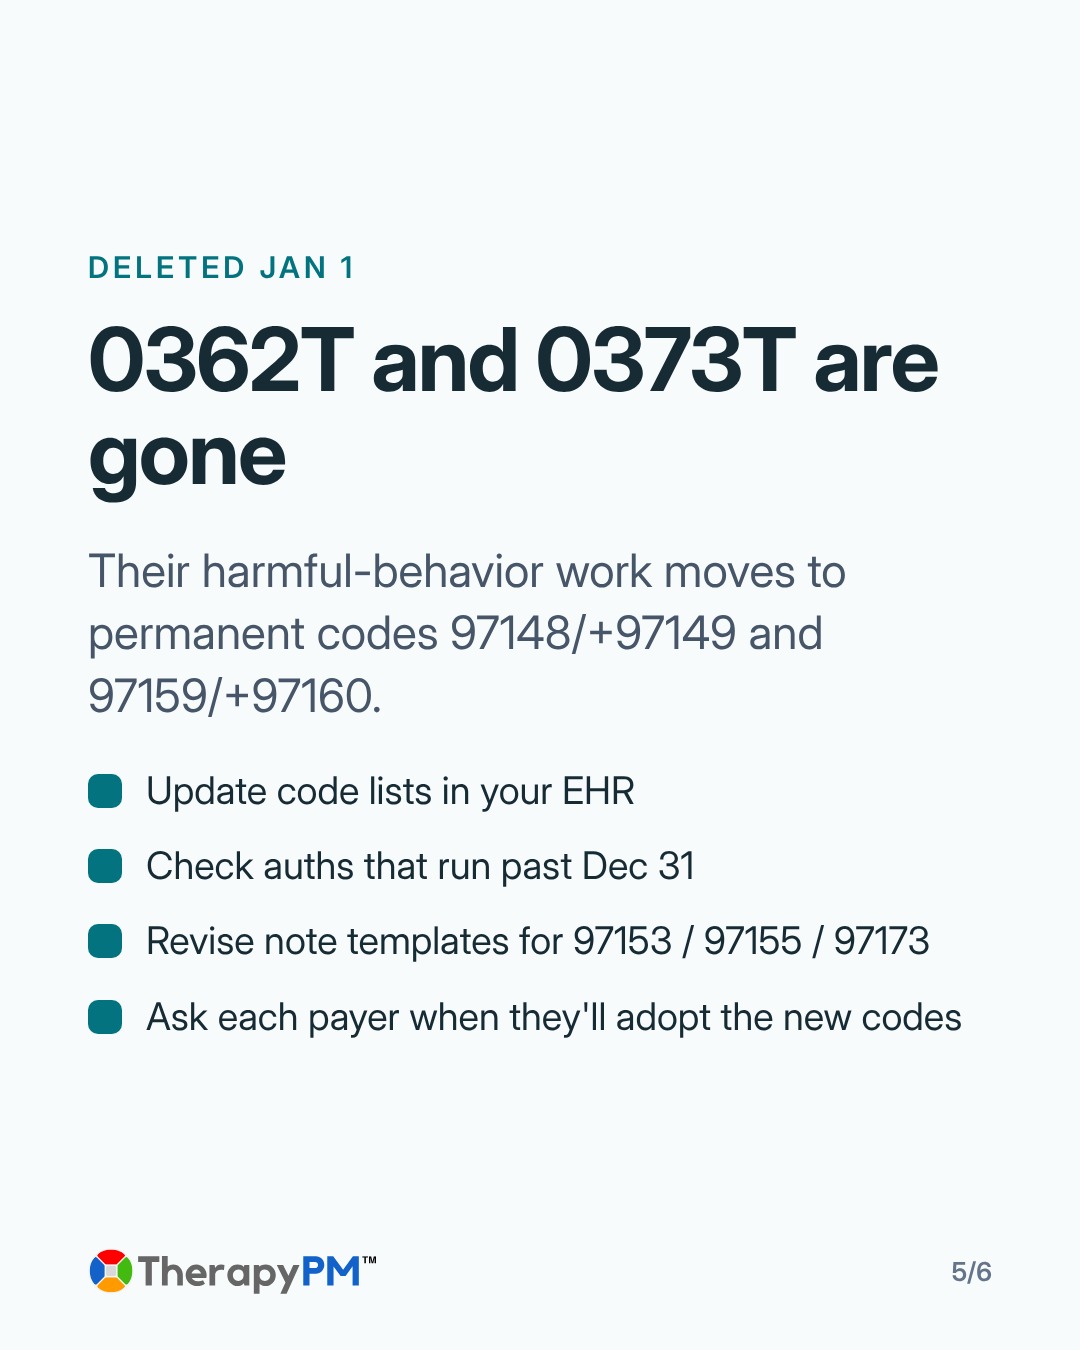 DELETED JAN 1
0362T and 0373T are
gone
Their harmful-behavior work moves to
permanent codes 97148/+97149 and
97159/+97160.
Update code lists in your EHR
Check auths that run past Dec 31
Revise note templates for 97153 / 97155 / 97173
Ask each payer when they'll adopt the new codes
TherapyPM™
5/6